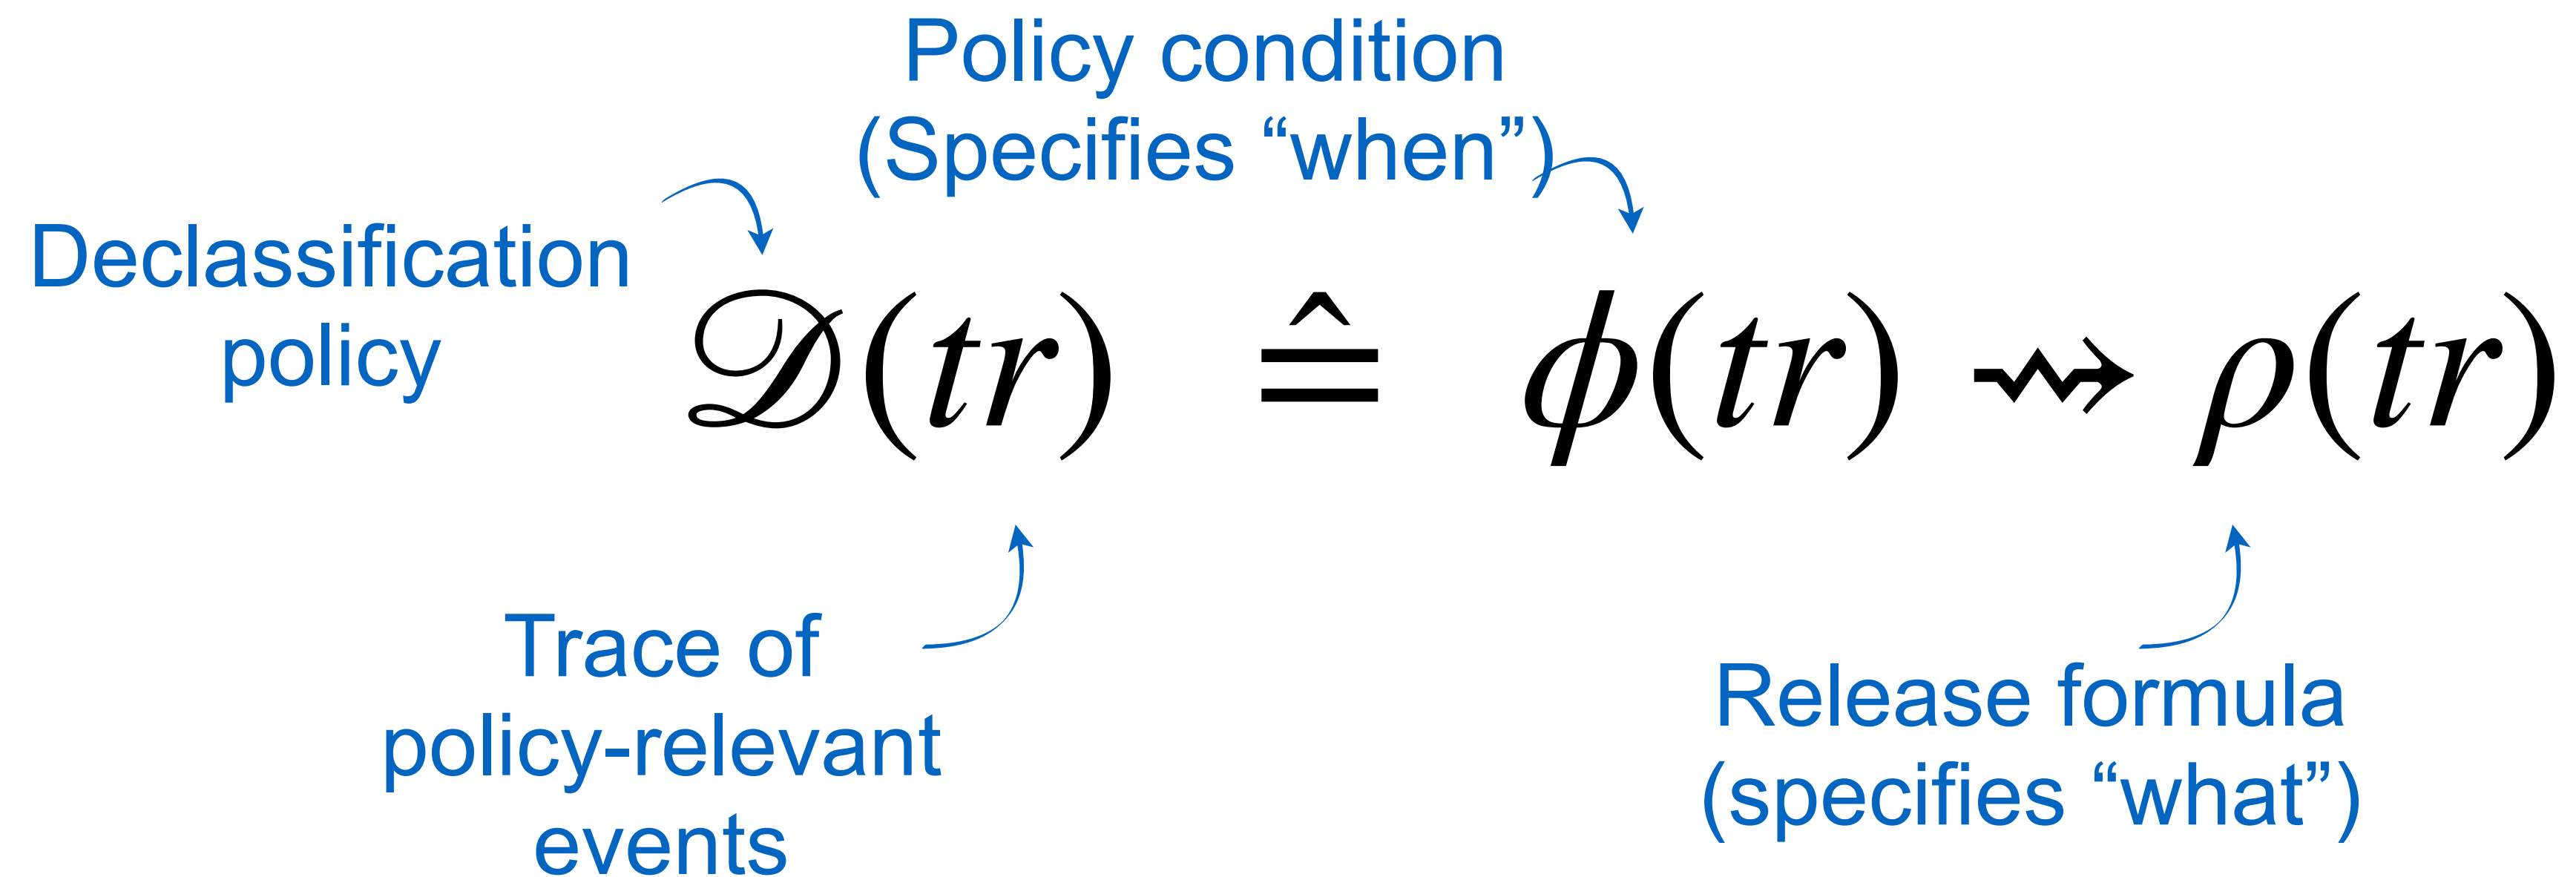 Policy condition
(Specifies “when”)
Declassification
policy
𝒟(tr) ≙ ϕ(tr) ⇝ ρ(tr)
Trace of
policy-relevant
events
Release formula
(specifies “what”)